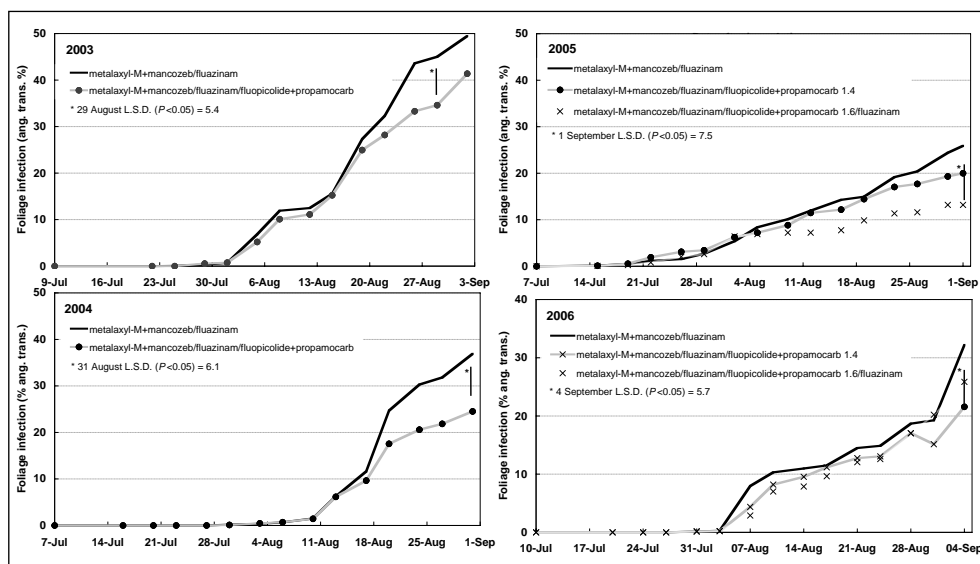 2003
metalaxyl-M+mancozeb/fluazinam
metalaxyl-M+mancozeb/fluazinam/fluopicolide+propamocarb
* 29 August L.S.D. (P<0.05) = 5.4
*
Foliage infection (ang. trans. %)
50
40
30
20
10
0
9-Jul 16-Jul 23-Jul 30-Jul 6-Aug 13-Aug 20-Aug 27-Aug 3-Sep
2005
metalaxyl-M+mancozeb/fluazinam
metalaxyl-M+mancozeb/fluazinam/fluopicolide+propamocarb 1.4
metalaxyl-M+mancozeb/fluazinam/fluopicolide+propamocarb 1.6/fluazinam
* 1 September L.S.D. (P<0.05) = 7.5
*
Foliage infection (ang. trans. %)
50
40
30
20
10
0
7-Jul 14-Jul 21-Jul 28-Jul 4-Aug 11-Aug 18-Aug 25-Aug 1-Sep
2004
metalaxyl-M+mancozeb/fluazinam
metalaxyl-M+mancozeb/fluazinam/fluopicolide+propamocarb
* 31 August L.S.D. (P<0.05) = 6.1
*
Foliage infection (% ang. trans.)
50
40
30
20
10
0
7-Jul 14-Jul 21-Jul 28-Jul 4-Aug 11-Aug 18-Aug 25-Aug 1-Sep
2006
metalaxyl-M+mancozeb/fluazinam
metalaxyl-M+mancozeb/fluazinam/fluopicolide+propamocarb 1.4
metalaxyl-M+mancozeb/fluazinam/fluopicolide+propamocarb 1.6/fluazinam
* 4 September L.S.D. (P<0.05) = 5.7
*
Foliage infection (% ang. trans.)
40
30
20
10
0
10-Jul 17-Jul 24-Jul 31-Jul 07-Aug 14-Aug 21-Aug 28-Aug 04-Sep